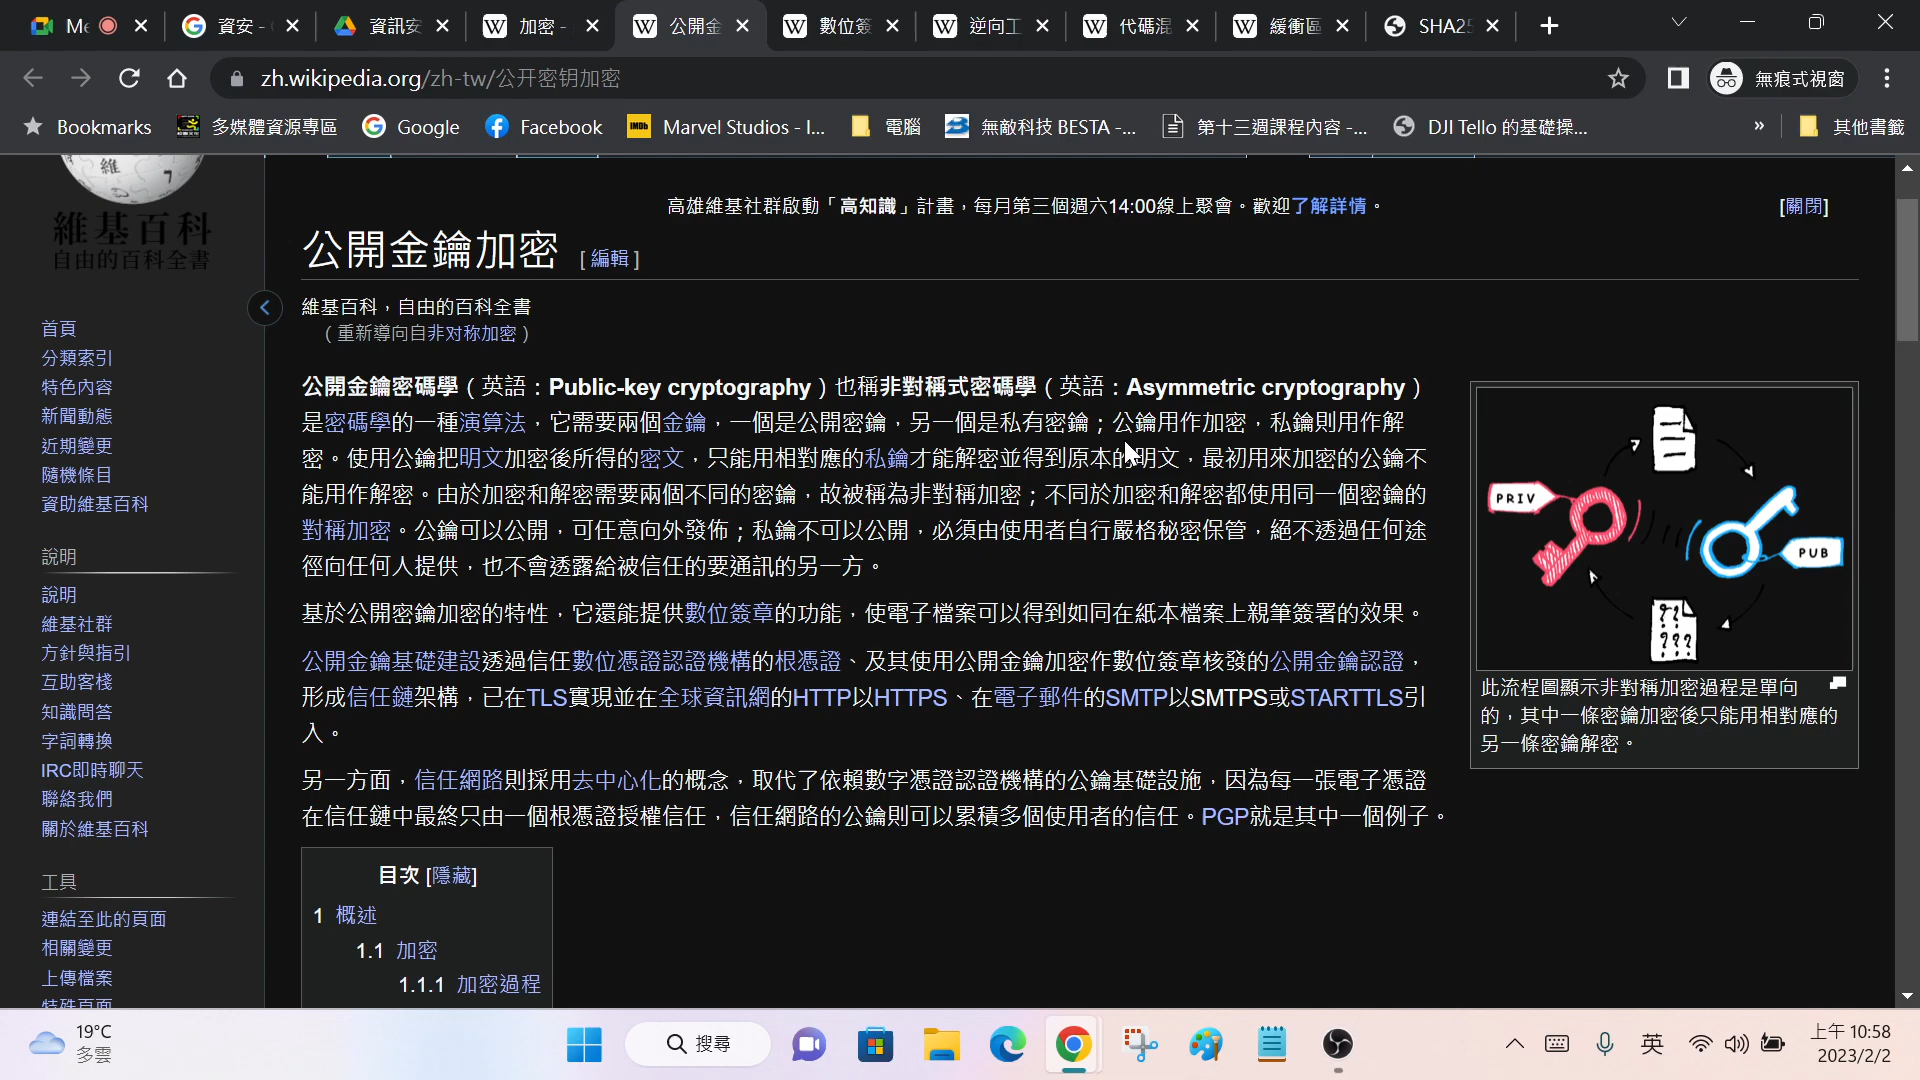 Me
資安 - G
資訊安
加密 -
公開金
數位簽
逆向工
代碼混
緩衝區
SHA25
zh.wikipedia.org/zh-tw/公开密钥加密
無痕式視窗
Bookmarks
多媒體資源專區
Google
Facebook
IMDb
Marvel Studios - I...
電腦
無敵科技 BESTA -...
第十三週課程內容 -...
DJI Tello 的基礎操...
»
其他書籤
維
7
維基百科
自由的百科全書
首頁
分類索引
特色內容
新聞動態
近期變更
隨機條目
資助維基百科
說明
說明
維基社群
方針與指引
互助客棧
知識問答
字詞轉換
IRC即時聊天
聯絡我們
關於維基百科
工具
連結至此的頁面
相關變更
上傳檔案
特殊頁面
高雄維基社群啟動「高知識」計畫，每月第三個週六14:00線上聚會。歡迎了解詳情。
[關閉]
公開金鑰加密 [編輯]
維基百科，自由的百科全書
（重新導向自非对称加密）
公開金鑰密碼學（英語：Public-key cryptography）也稱非對稱式密碼學（英語：Asymmetric cryptography）
是密碼學的一種演算法，它需要兩個金鑰，一個是公開密鑰，另一個是私有密鑰；公鑰用作加密，私鑰則用作解
密。使用公鑰把明文加密後所得的密文，只能用相對應的私鑰才能解密並得到原本的明文，最初用來加密的公鑰不
能用作解密。由於加密和解密需要兩個不同的密鑰，故被稱為非對稱加密；不同於加密和解密都使用同一個密鑰的
對稱加密。公鑰可以公開，可任意向外發佈；私鑰不可以公開，必須由使用者自行嚴格秘密保管，絕不透過任何途
徑向任何人提供，也不會透露給被信任的要通訊的另一方。
基於公開密鑰加密的特性，它還能提供數位簽章的功能，使電子檔案可以得到如同在紙本檔案上親筆簽署的效果。
公開金鑰基礎建設透過信任數位憑證認證機構的根憑證、及其使用公開金鑰加密作數位簽章核發的公開金鑰認證，
形成信任鏈架構，已在TLS實現並在全球資訊網的HTTP以HTTPS、在電子郵件的SMTP以SMTPS或STARTTLS引
入。
另一方面，信任網路則採用去中心化的概念，取代了依賴數字憑證認證機構的公鑰基礎設施，因為每一張電子憑證
在信任鏈中最終只由一個根憑證授權信任，信任網路的公鑰則可以累積多個使用者的信任。PGP就是其中一個例子。
PRIV
PUB
??
???
此流程圖顯示非對稱加密過程是單向
的，其中一條密鑰加密後只能用相對應的
另一條密鑰解密。
目次 [隱藏]
1 概述
1.1 加密
1.1.1 加密過程
19°C
多雲
搜尋
英
上午 10:58
2023/2/2